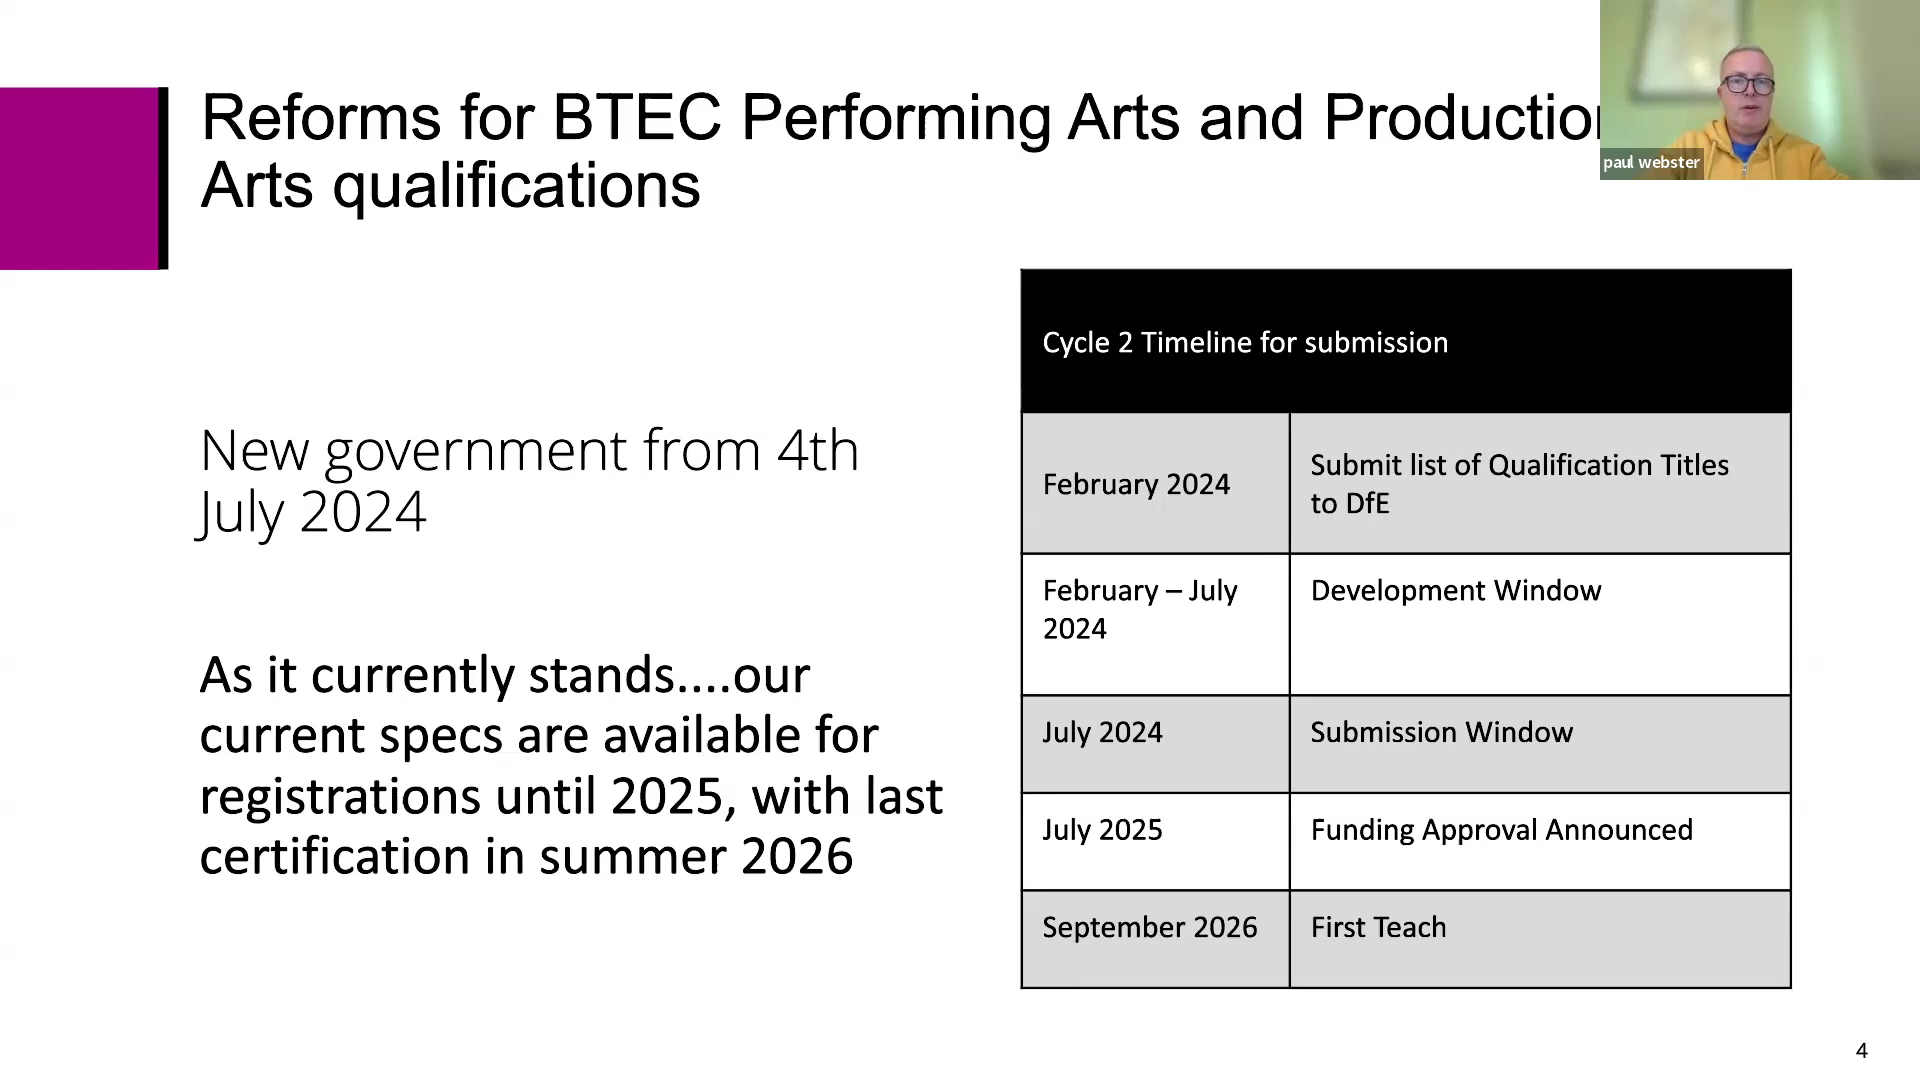 Reforms for BTEC Performing Arts and Productio
Arts qualifications
paul webster
New government from 4th
July 2024
As it currently stands....our
current specs are available for
registrations until 2025, with last
certification in summer 2026
Cycle 2 Timeline for submission
February 2024
Submit list of Qualification Titles
to DfE
February – July
2024
Development Window
July 2024
Submission Window
July 2025
Funding Approval Announced
September 2026
First Teach
4